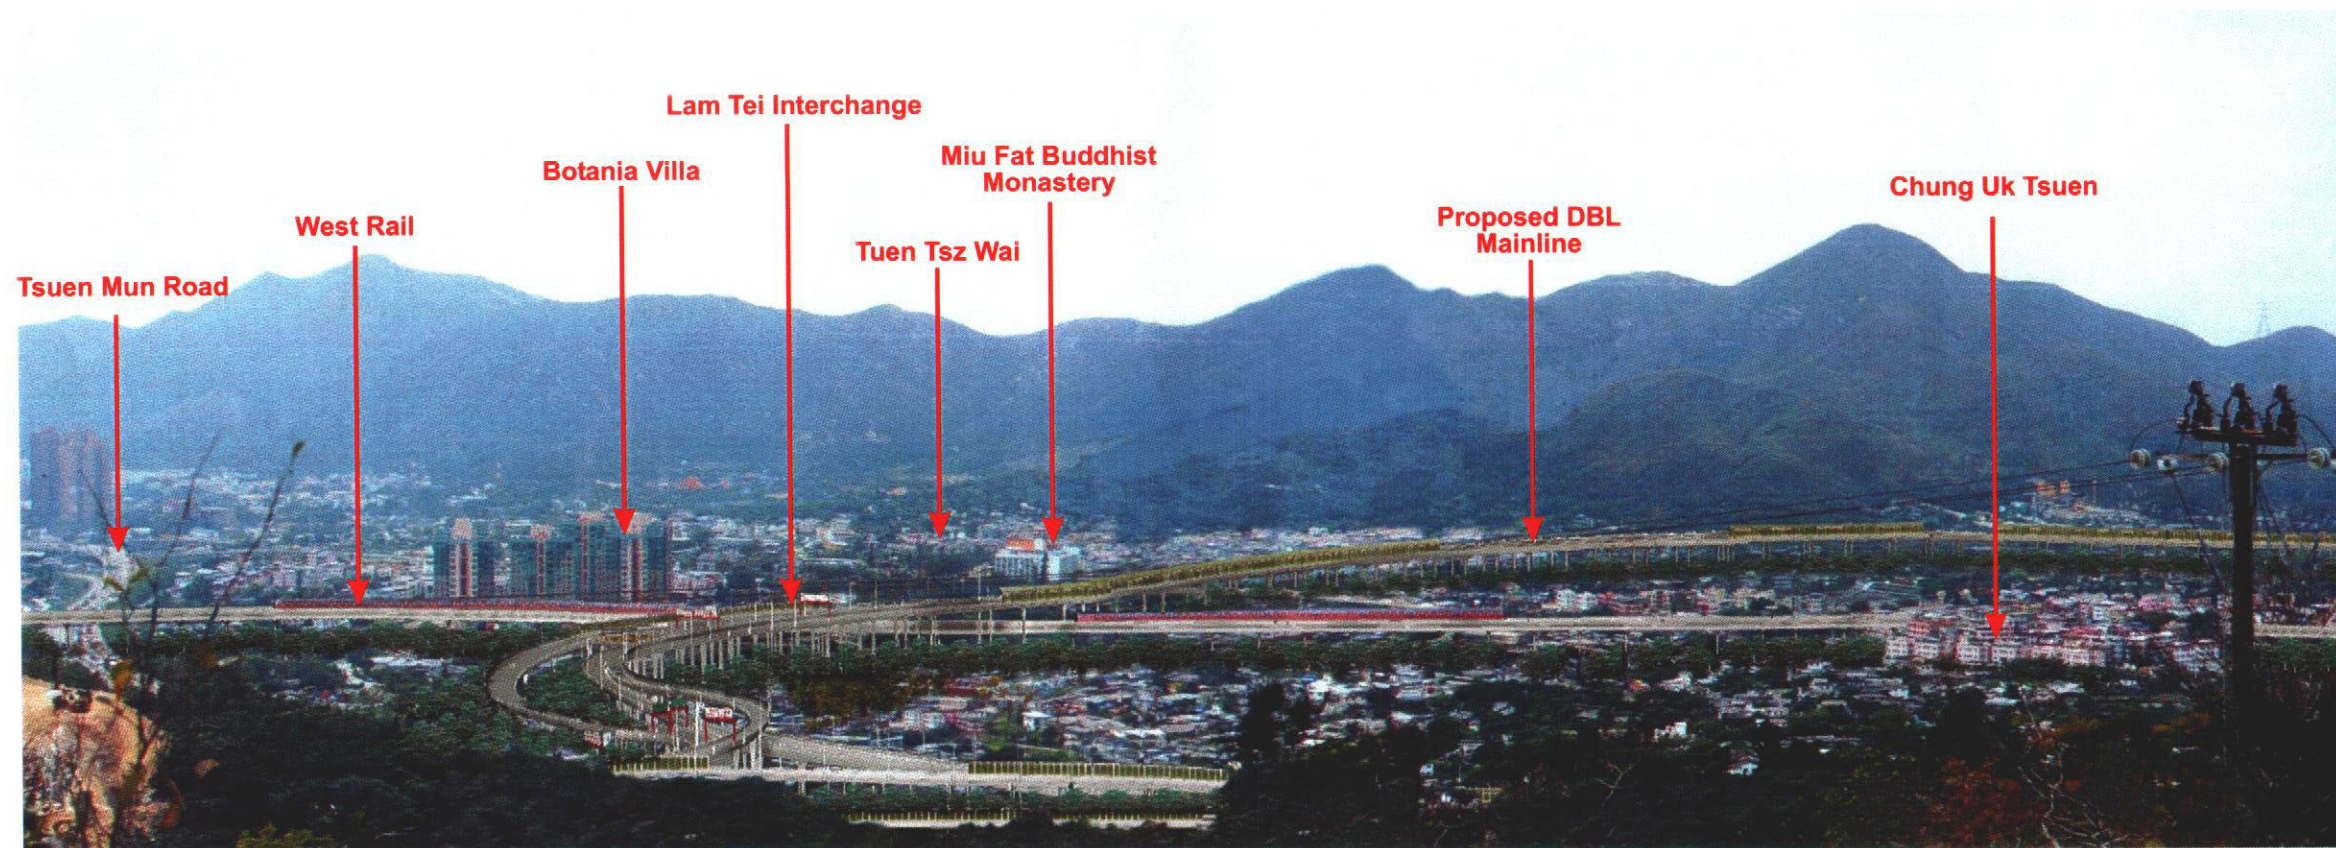 Lam Tei Interchange
Miu Fat Buddhist
Monastery
Botania Villa
Chung Uk Tsuen
Proposed DBL
Mainline
West Rail
Tuen Tsz Wai
Tsuen Mun Road